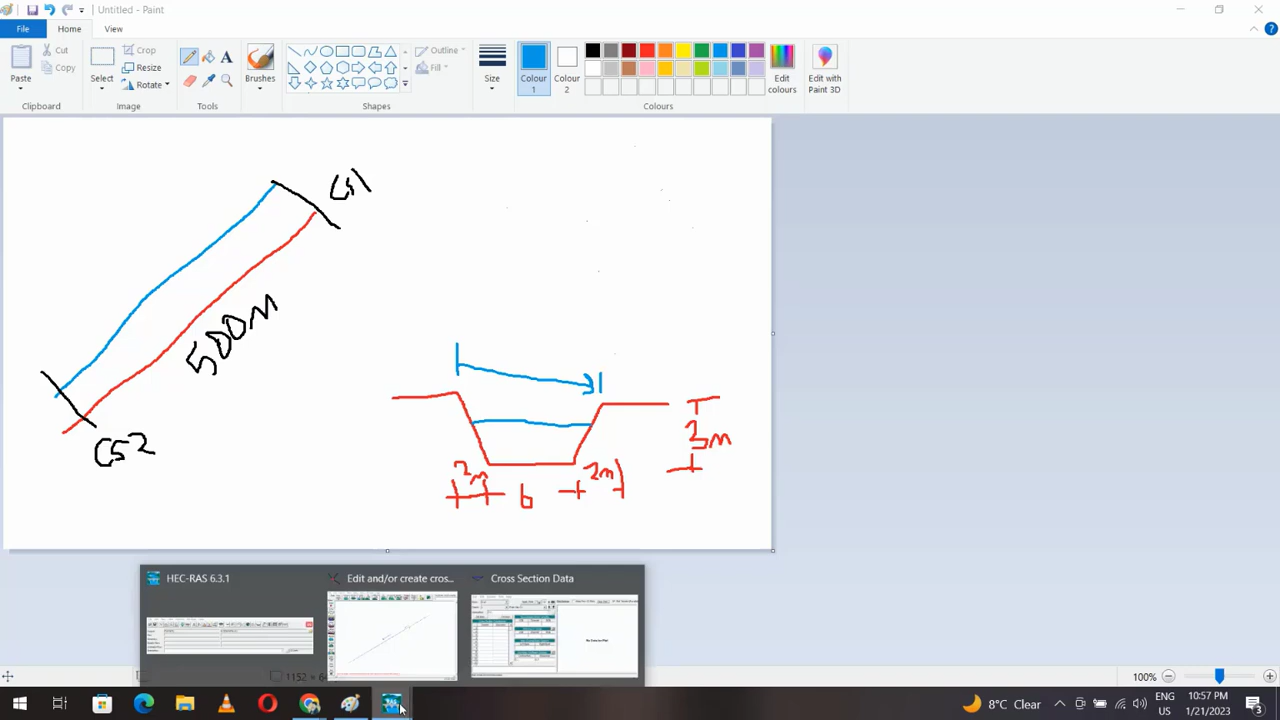 Untitled - Paint
File
Home
View
Paste
Cut
Copy
Clipboard
Select
Crop
Resize
Rotate
Image
Tools
Brushes
Shapes
Outline
Fill
Size
Colour 1
Colour 2
Colours
Edit colours
Edit with Paint 3D
CS1
500m
CS2
3m
2m
b
2m
HEC-RAS 6.3.1
Edit and/or create cros...
Cross Section Data
100%
8°C Clear
ENG
US
10:57 PM
1/21/2023